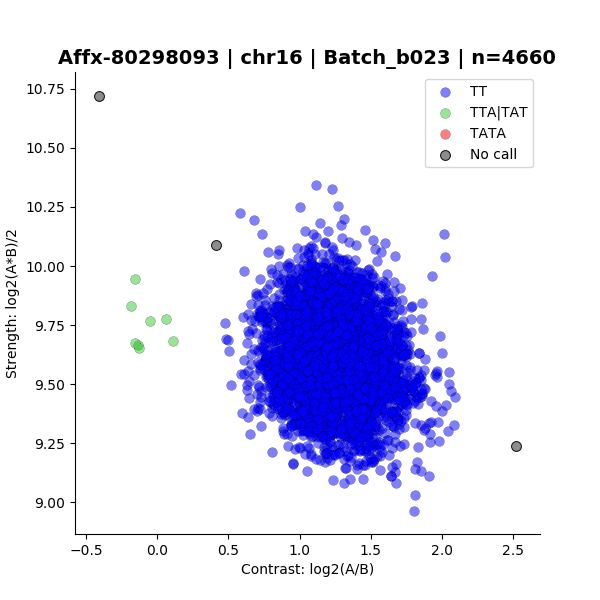 Affx-80298093 | chr16 | Batch_b023 | n=4660
TT
TTA|TAT
TATA
No call
10.75
10.50
10.25
10.00
9.75
9.50
9.25
9.00
Strength: log2(A*B)/2
−0.5
0.0
0.5
1.0
1.5
2.0
2.5
Contrast: log2(A/B)